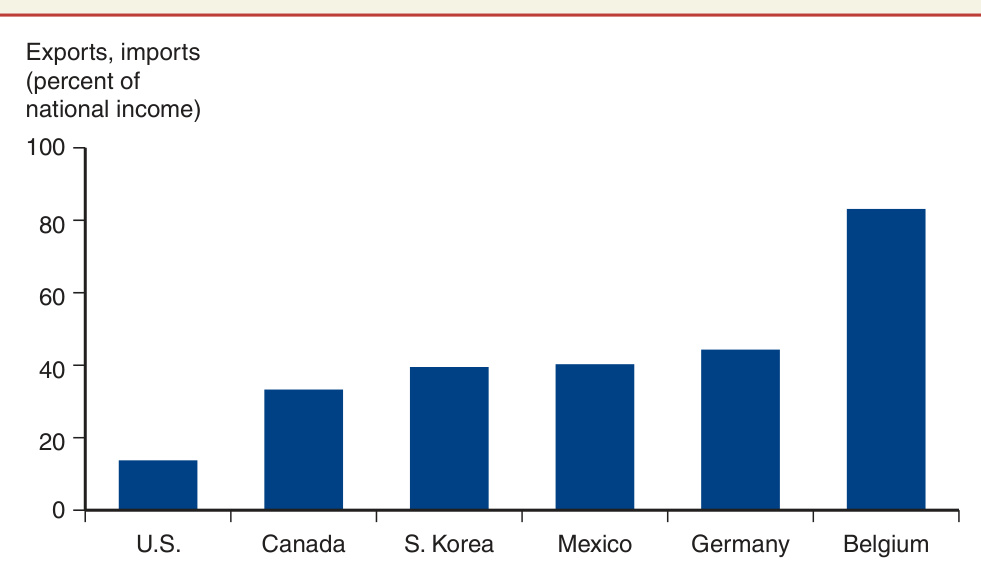 Exports, imports
(percent of
national income)
100
80
60
40
20
0
U.S. Canada S. Korea Mexico Germany Belgium